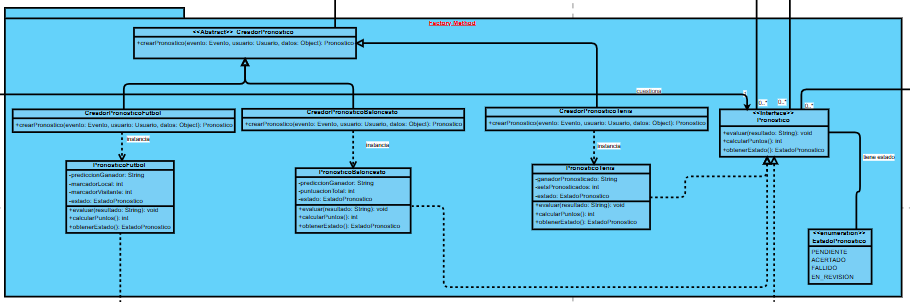 Factory Method
<<Abstract>> CreadorPronostico
+crearPronostico(evento: Evento, usuario: Usuario, datos: Object): Pronostico
cuestiona
0..*
0..*
0..*
CreadorPronosticoFutbol
+crearPronostico(evento: Evento, usuario: Usuario, datos: Object): Pronostico
CreadorPronosticoBaloncesto
+crearPronostico(evento: Evento, usuario: Usuario, datos: Object): Pronostico
CreadorPronosticoTenis
+crearPronostico(evento: Evento, usuario: Usuario, datos: Object): Pronostico
<<Interface>>
Pronostico
+evaluar(resultado: String): void
+calcularPuntos(): int
+obtenerEstado(): EstadoPronostico
instancia
instancia
instancia
tiene estado
PronosticoFutbol
-prediccionGanador: String
-marcadorLocal: int
-marcadorVisitante: int
-estado: EstadoPronostico
+evaluar(resultado: String): void
+calcularPuntos(): int
+obtenerEstado(): EstadoPronostico
PronosticoBaloncesto
-prediccionGanador: String
-puntuacionTotal: int
-estado: EstadoPronostico
+evaluar(resultado: String): void
+calcularPuntos(): int
+obtenerEstado(): EstadoPronostico
PronosticoTenis
-ganadorPronosticado: String
-setsPronosticados: int
-estado: EstadoPronostico
+evaluar(resultado: String): void
+calcularPuntos(): int
+obtenerEstado(): EstadoPronostico
<<enumeration>>
EstadoPronostico
PENDIENTE
ACERTADO
FALLIDO
EN_REVISIÓN